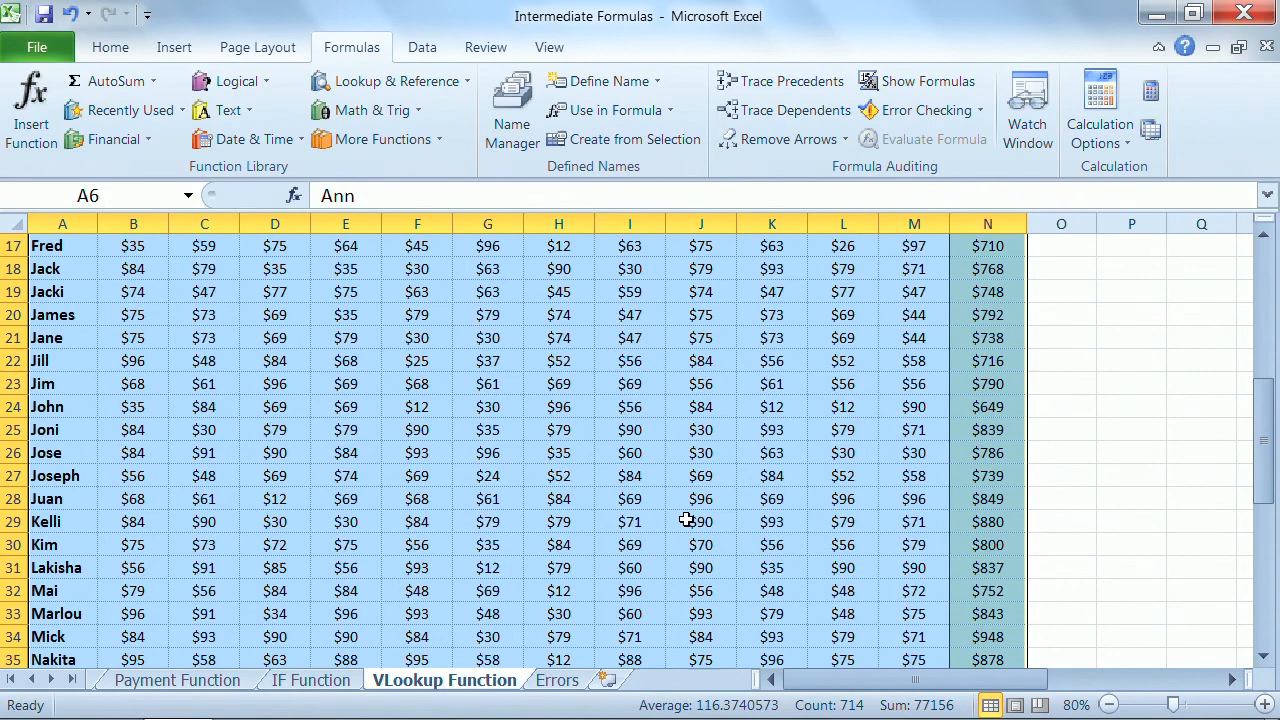 Intermediate Formulas - Microsoft Excel
File Home Insert Page Layout Formulas Data Review View
fx Insert Function
Σ AutoSum
Recently Used
Financial
Logical
Text
Date & Time
Lookup & Reference
Math & Trig
More Functions
Function Library
Name Manager
Define Name
Use in Formula
Create from Selection
Defined Names
Trace Precedents
Trace Dependents
Remove Arrows
Show Formulas
Error Checking
Evaluate Formula
Formula Auditing
Watch Window
Calculation Options
Calculation
A6 fx Ann
A B C D E F G H I J K L M N O P Q
17 Fred $35 $59 $75 $64 $45 $96 $12 $63 $75 $63 $26 $97 $710
18 Jack $84 $79 $35 $35 $30 $63 $90 $30 $79 $93 $79 $71 $768
19 Jacki $74 $47 $77 $75 $63 $63 $45 $59 $74 $47 $77 $47 $748
20 James $75 $73 $69 $35 $79 $79 $74 $47 $75 $73 $69 $44 $792
21 Jane $75 $73 $69 $79 $30 $30 $74 $47 $75 $73 $69 $44 $738
22 Jill $96 $48 $84 $68 $25 $37 $52 $56 $84 $56 $52 $58 $716
23 Jim $68 $61 $96 $69 $68 $61 $69 $69 $56 $61 $56 $56 $790
24 John $35 $84 $69 $69 $12 $30 $96 $56 $84 $12 $12 $90 $649
25 Joni $84 $30 $79 $79 $90 $35 $79 $90 $30 $93 $79 $71 $839
26 Jose $84 $91 $90 $84 $93 $96 $35 $60 $30 $63 $30 $30 $786
27 Joseph $56 $48 $69 $74 $69 $24 $52 $84 $69 $84 $52 $58 $739
28 Juan $68 $61 $12 $69 $68 $61 $84 $69 $96 $69 $96 $96 $849
29 Kelli $84 $90 $30 $30 $84 $79 $79 $71 $90 $93 $79 $71 $880
30 Kim $75 $73 $72 $75 $56 $35 $84 $69 $70 $56 $56 $79 $800
31 Lakisha $56 $91 $85 $56 $93 $12 $79 $60 $90 $35 $90 $90 $837
32 Mai $79 $56 $84 $84 $48 $69 $12 $96 $56 $48 $48 $72 $752
33 Marlou $96 $91 $34 $96 $93 $48 $30 $60 $93 $79 $48 $75 $843
34 Mick $84 $93 $90 $90 $84 $30 $79 $71 $84 $93 $79 $71 $948
35 Nakita $95 $58 $63 $88 $95 $58 $12 $88 $75 $96 $75 $75 $878
Payment Function IF Function VLookup Function Errors
Ready Average: 116.3740573 Count: 714 Sum: 77156 80%